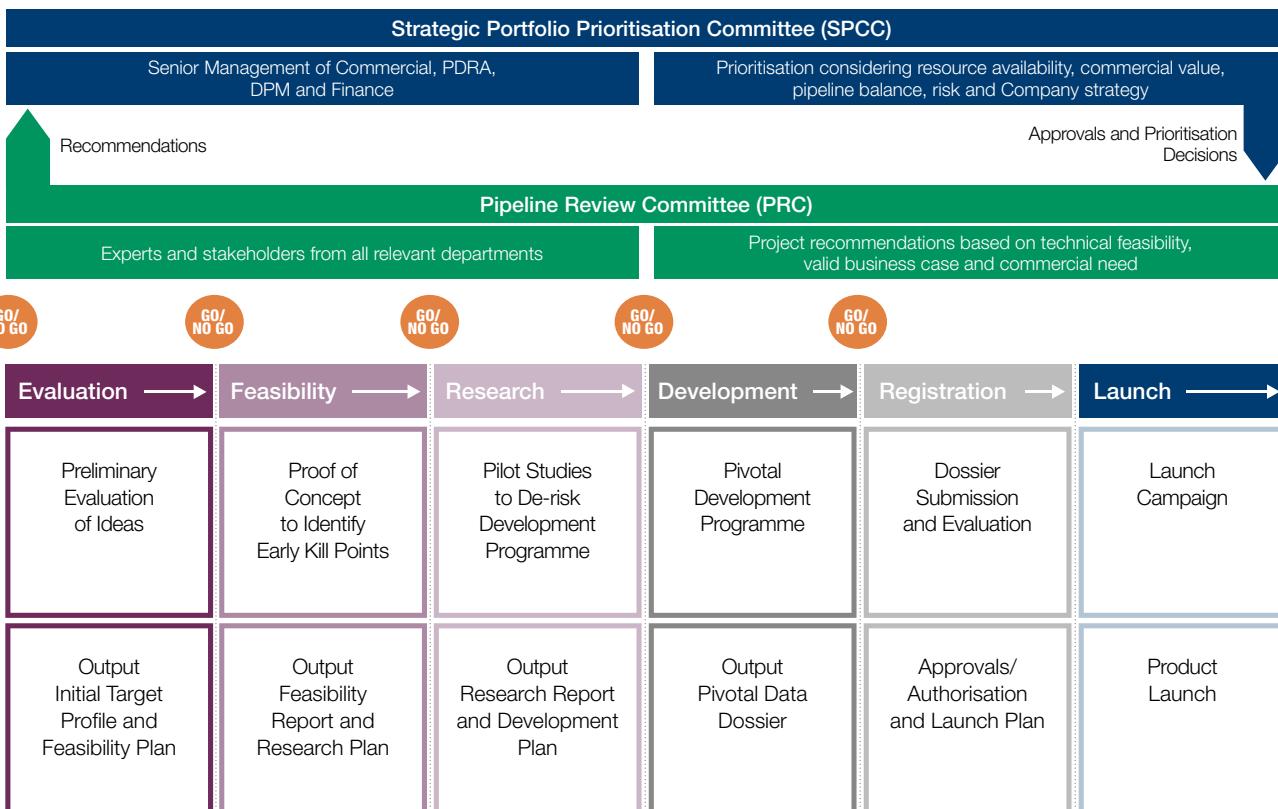 Strategic Portfolio Prioritisation Committee (SPCC)
Senior Management of Commercial, PDRA,
DPM and Finance
Prioritisation considering resource availability, commercial value,
pipeline balance, risk and Company strategy
Recommendations
Approvals and Prioritisation
Decisions
Pipeline Review Committee (PRC)
Experts and stakeholders from all relevant departments
Project recommendations based on technical feasibility,
valid business case and commercial need
GO/
NO GO
GO/
NO GO
GO/
NO GO
GO/
NO GO
GO/
NO GO
Evaluation
Feasibility
Research
Development
Registration
Launch
Preliminary
Evaluation
of Ideas
Proof of
Concept
to Identify
Early Kill Points
Pilot Studies
to De-risk
Development
Programme
Pivotal
Development
Programme
Dossier
Submission
and Evaluation
Launch
Campaign
Output
Initial Target
Profile and
Feasibility Plan
Output
Feasibility
Report and
Research Plan
Output
Research Report
and Development
Plan
Output
Pivotal Data
Dossier
Approvals/
Authorisation
and Launch Plan
Product
Launch